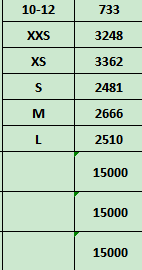 10-12 733
XXS 3248
XS 3362
S 2481
M 2666
L 2510
15000
15000
15000